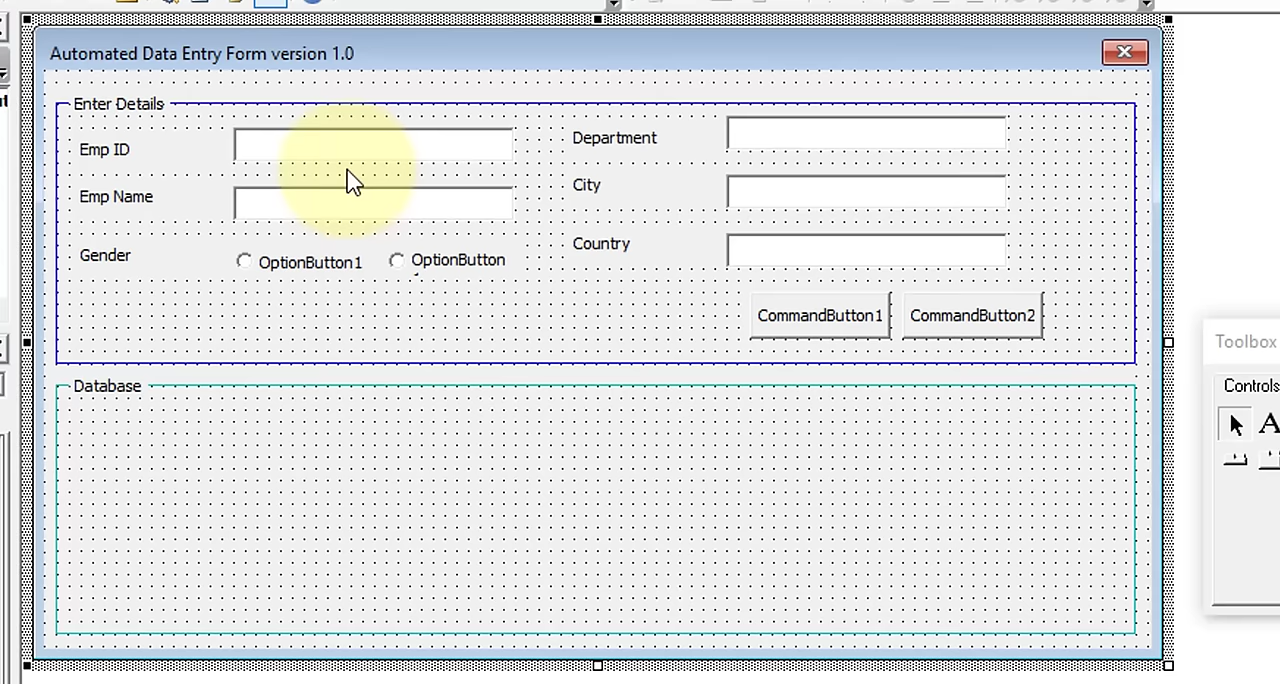 Automated Data Entry Form version 1.0
Enter Details
Emp ID
Department
Emp Name
City
Gender
OptionButton1
OptionButton
Country
CommandButton1
CommandButton2
Database
Toolbox
Controls
A